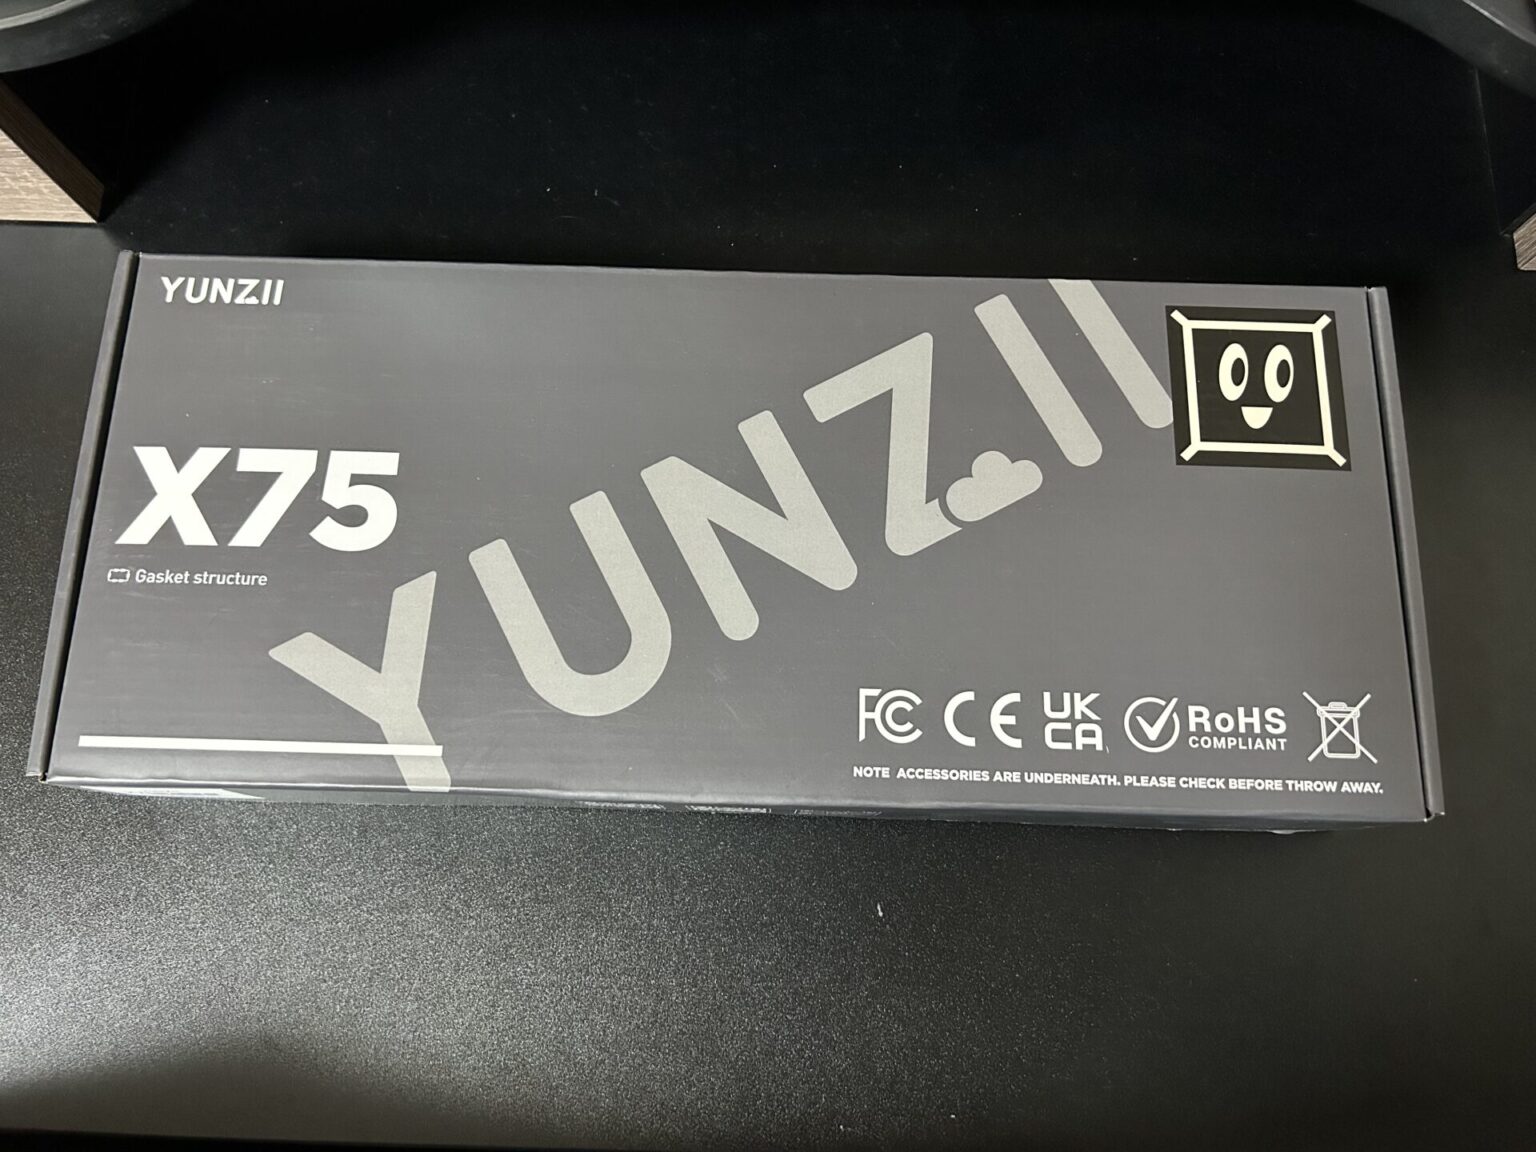 YUNZII
YUNZII
X75
Gasket structure
FC CE UK
CA RoHS
COMPLIANT
NOTE ACCESSORIES ARE UNDERNEATH. PLEASE CHECK BEFORE THROW AWAY.